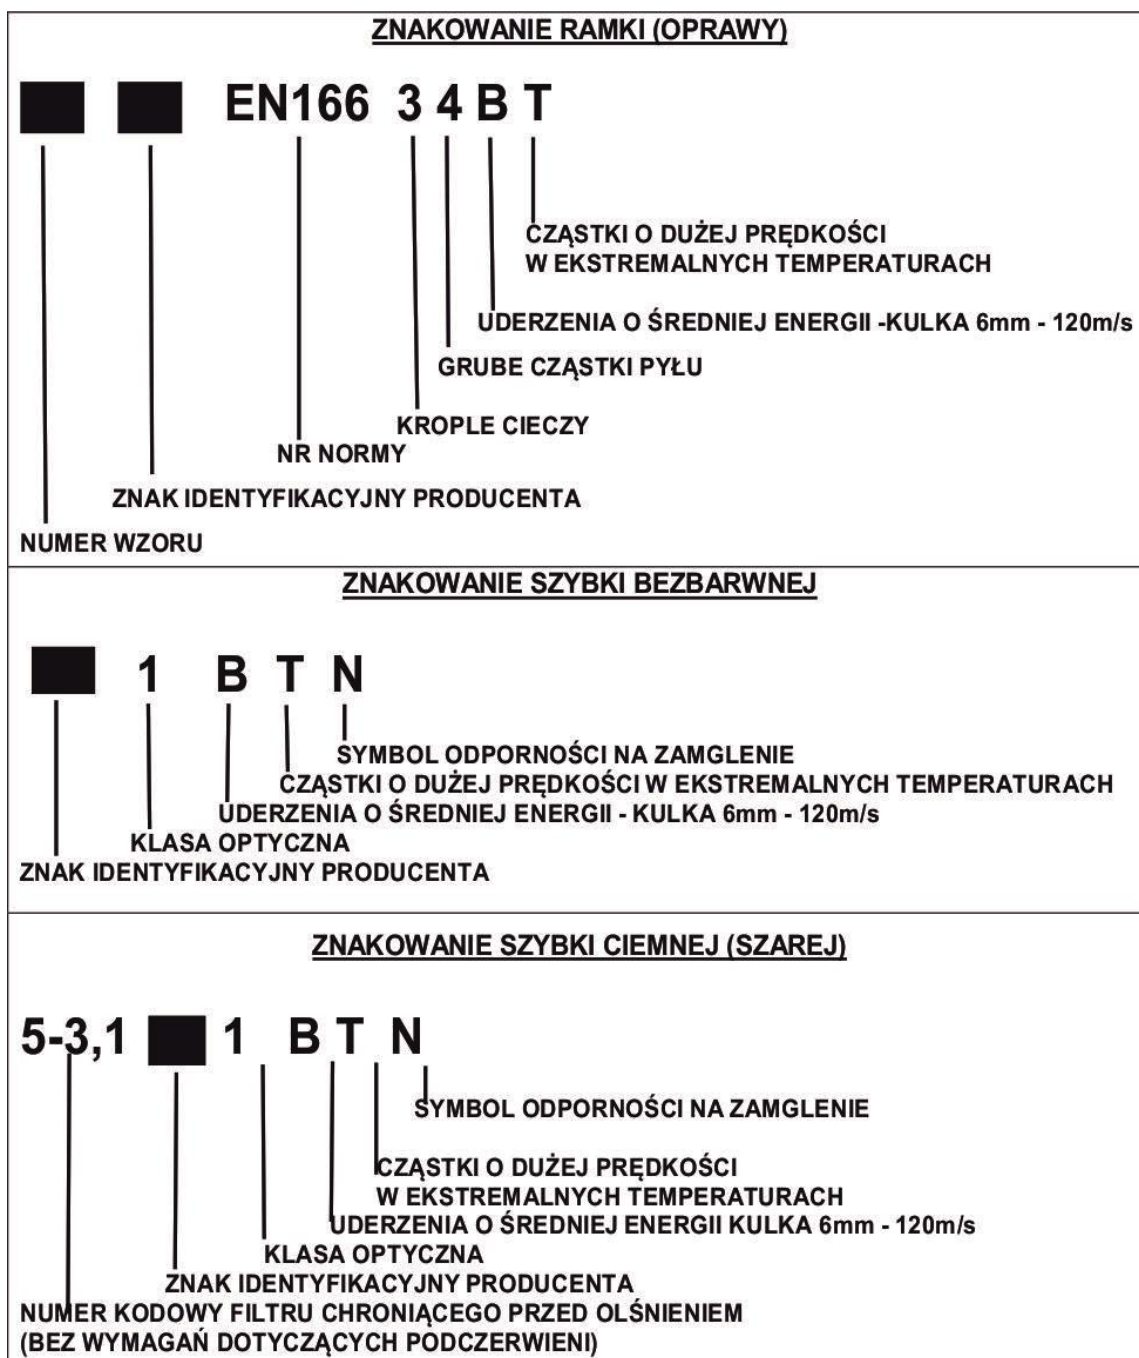 ZNAKOWANIE RAMKI (OPRAWY)
EN166 3 4 B T
CZĄSTKI O DUŻEJ PRĘDKOŚCI
W EKSTREMALNYCH TEMPERATURACH
UDERZENIA O ŚREDNIEJ ENERGII -KULKA 6mm - 120m/s
GRUBE CZĄSTKI PYŁU
KROPLE CIECZY
NR NORMY
ZNAK IDENTYFIKACYJNY PRODUCENTA
NUMER WZORU
ZNAKOWANIE SZYBKI BEZBARWNEJ
1 B T N
SYMBOL ODPORNOŚCI NA ZAMGLENIE
CZĄSTKI O DUŻEJ PRĘDKOŚCI W EKSTREMALNYCH TEMPERATURACH
UDERZENIA O ŚREDNIEJ ENERGII - KULKA 6mm - 120m/s
KLASA OPTYCZNA
ZNAK IDENTYFIKACYJNY PRODUCENTA
ZNAKOWANIE SZYBKI CIEMNEJ (SZAREJ)
5-3,1 1 B T N
SYMBOL ODPORNOŚCI NA ZAMGLENIE
CZĄSTKI O DUŻEJ PRĘDKOŚCI
W EKSTREMALNYCH TEMPERATURACH
UDERZENIA O ŚREDNIEJ ENERGII KULKA 6mm - 120m/s
KLASA OPTYCZNA
ZNAK IDENTYFIKACYJNY PRODUCENTA
NUMER KODOWY FILTRU CHRONIĄCEGO PRZED OLŚNIENIEM
(BEZ WYMAGAŃ DOTYCZĄCYCH PODCZERWIENI)